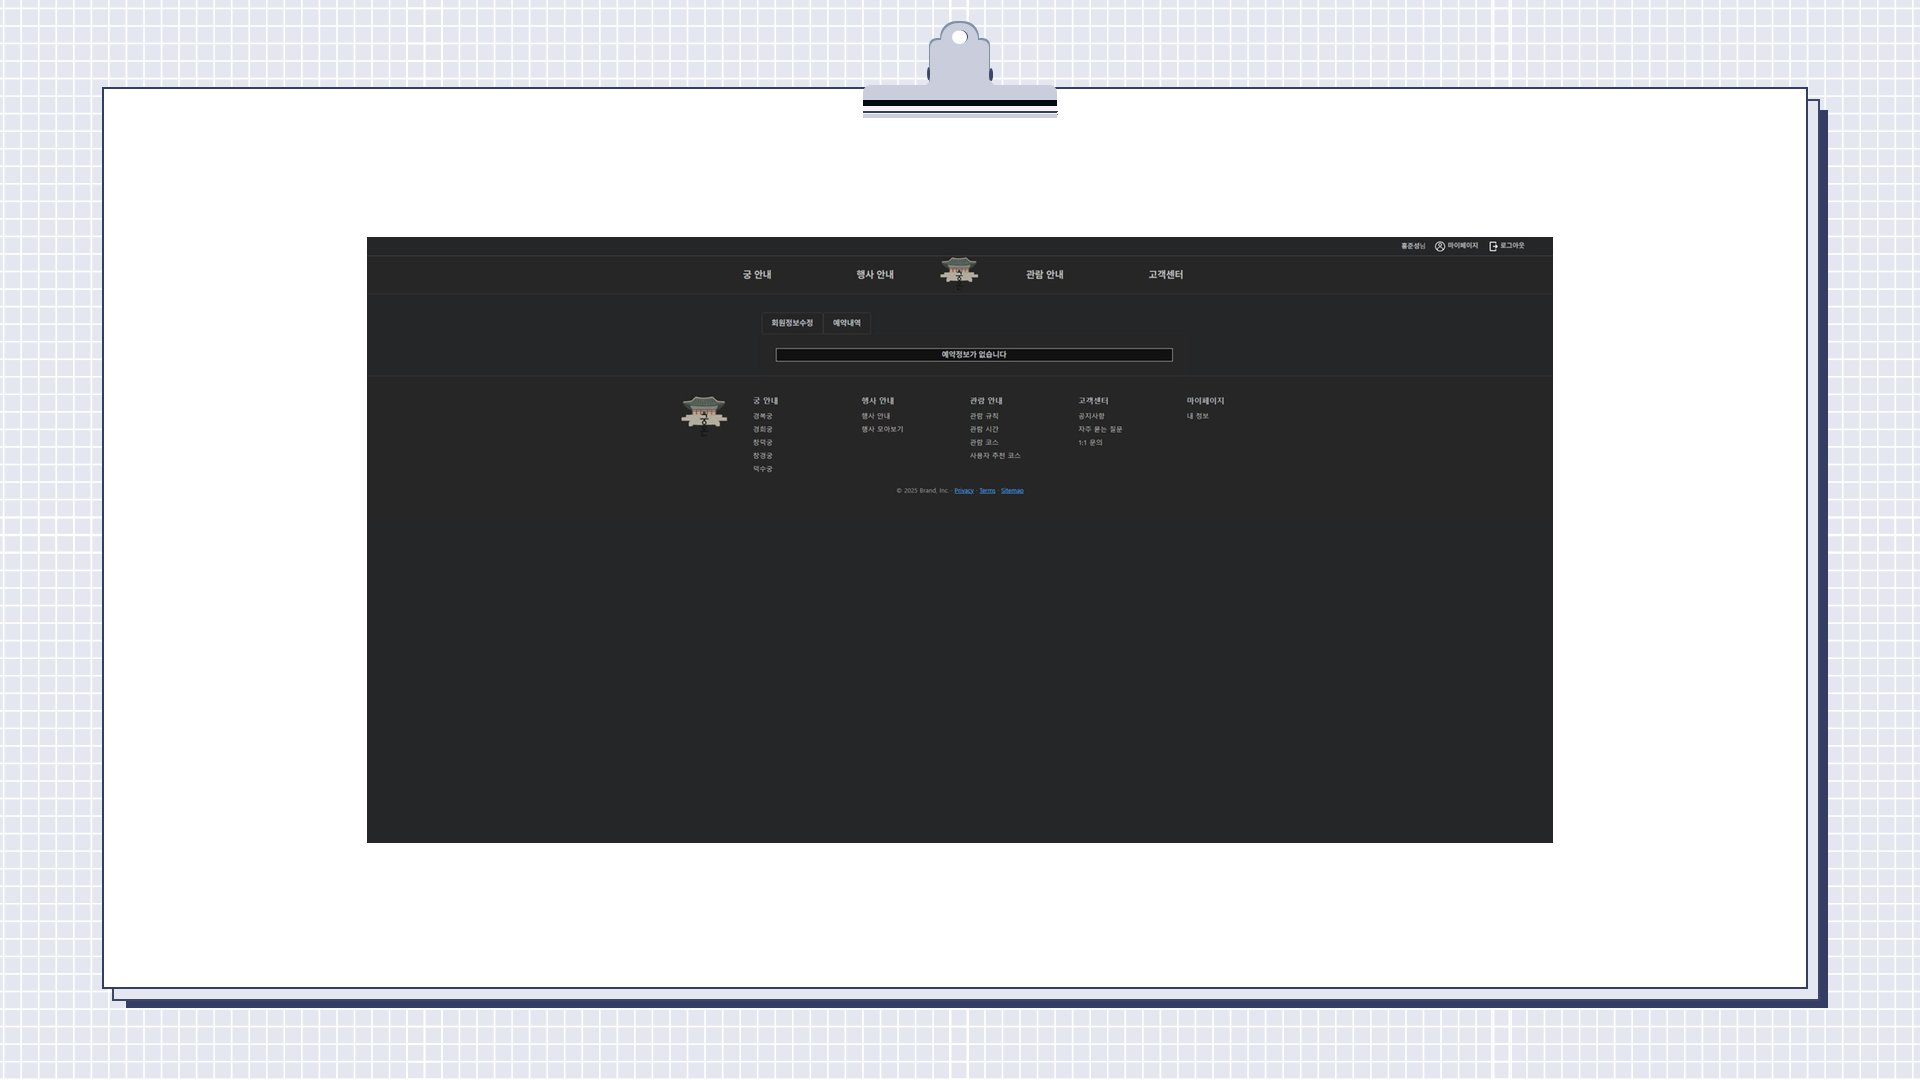 홍준성님 마이페이지 로그아웃
궁 안내 행사 안내 관람 안내 고객센터
회원정보수정 예약내역
예약정보가 없습니다
궁 안내 행사 안내 관람 안내 고객센터 마이페이지
경복궁 행사 안내 관람 규칙 공지사항 내 정보
경희궁 행사 모아보기 관람 시간 자주 묻는 질문
창덕궁 관람 코스 1:1 문의
창경궁 사용자 추천 코스
덕수궁
© 2025 Brand, Inc. · Privacy · Terms · Sitemap